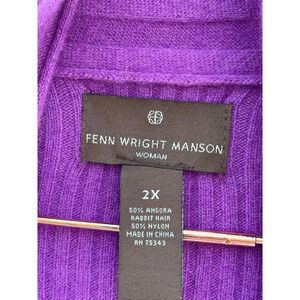 FENN WRIGHT MANSON
WOMAN
2X
50% ANGORA
RABBIT HAIR
50% NYLON
MADE IN CHINA
RN 75343